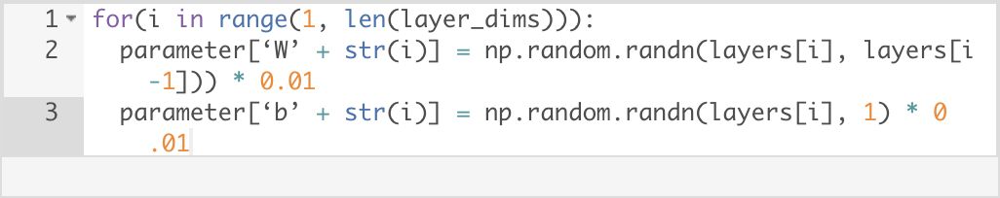 1 for(i in range(1, len(layer_dims))):
2 parameter[‘W’ + str(i)] = np.random.randn(layers[i], layers[i
-1])) * 0.01
3 parameter[‘b’ + str(i)] = np.random.randn(layers[i], 1) * 0
.01